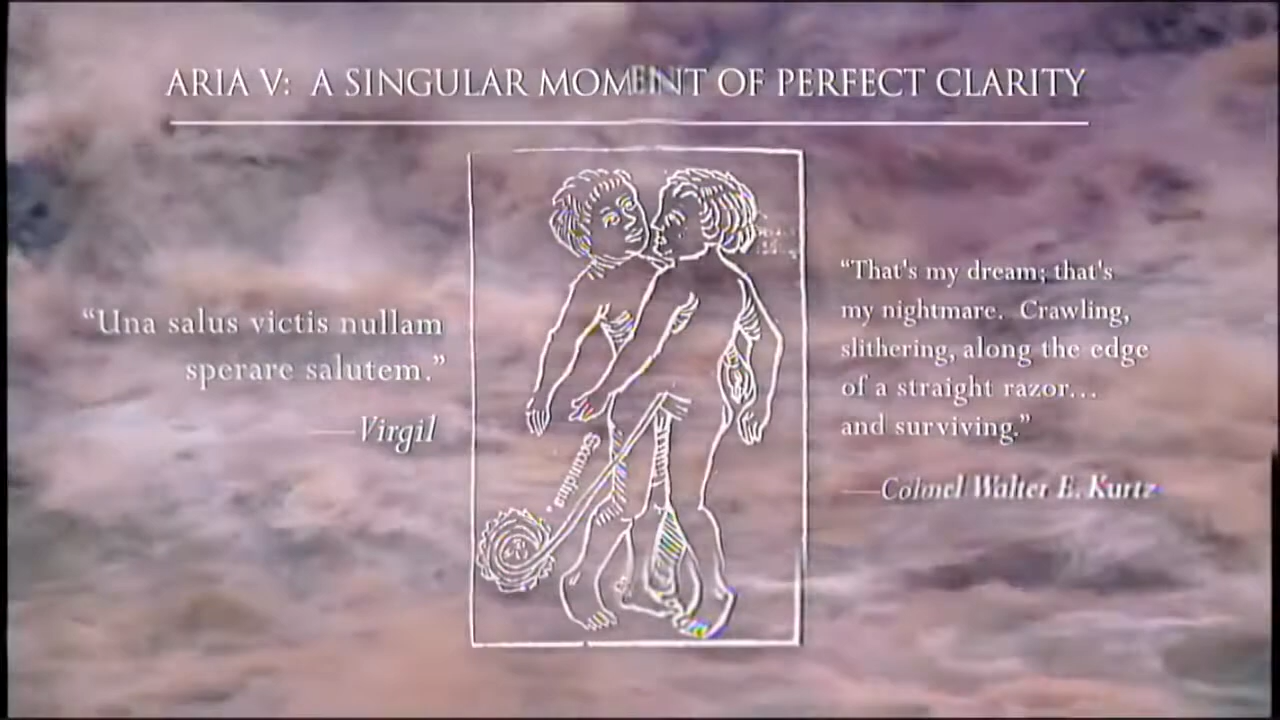 ARIA V: A SINGULAR MOMENT OF PERFECT CLARITY
“Una salus victis nullam
sperare salutem.”
—Virgil
Secundina
“That's my dream; that's
my nightmare. Crawling,
slithering, along the edge
of a straight razor...
and surviving.”
—Colonel Walter E. Kurtz